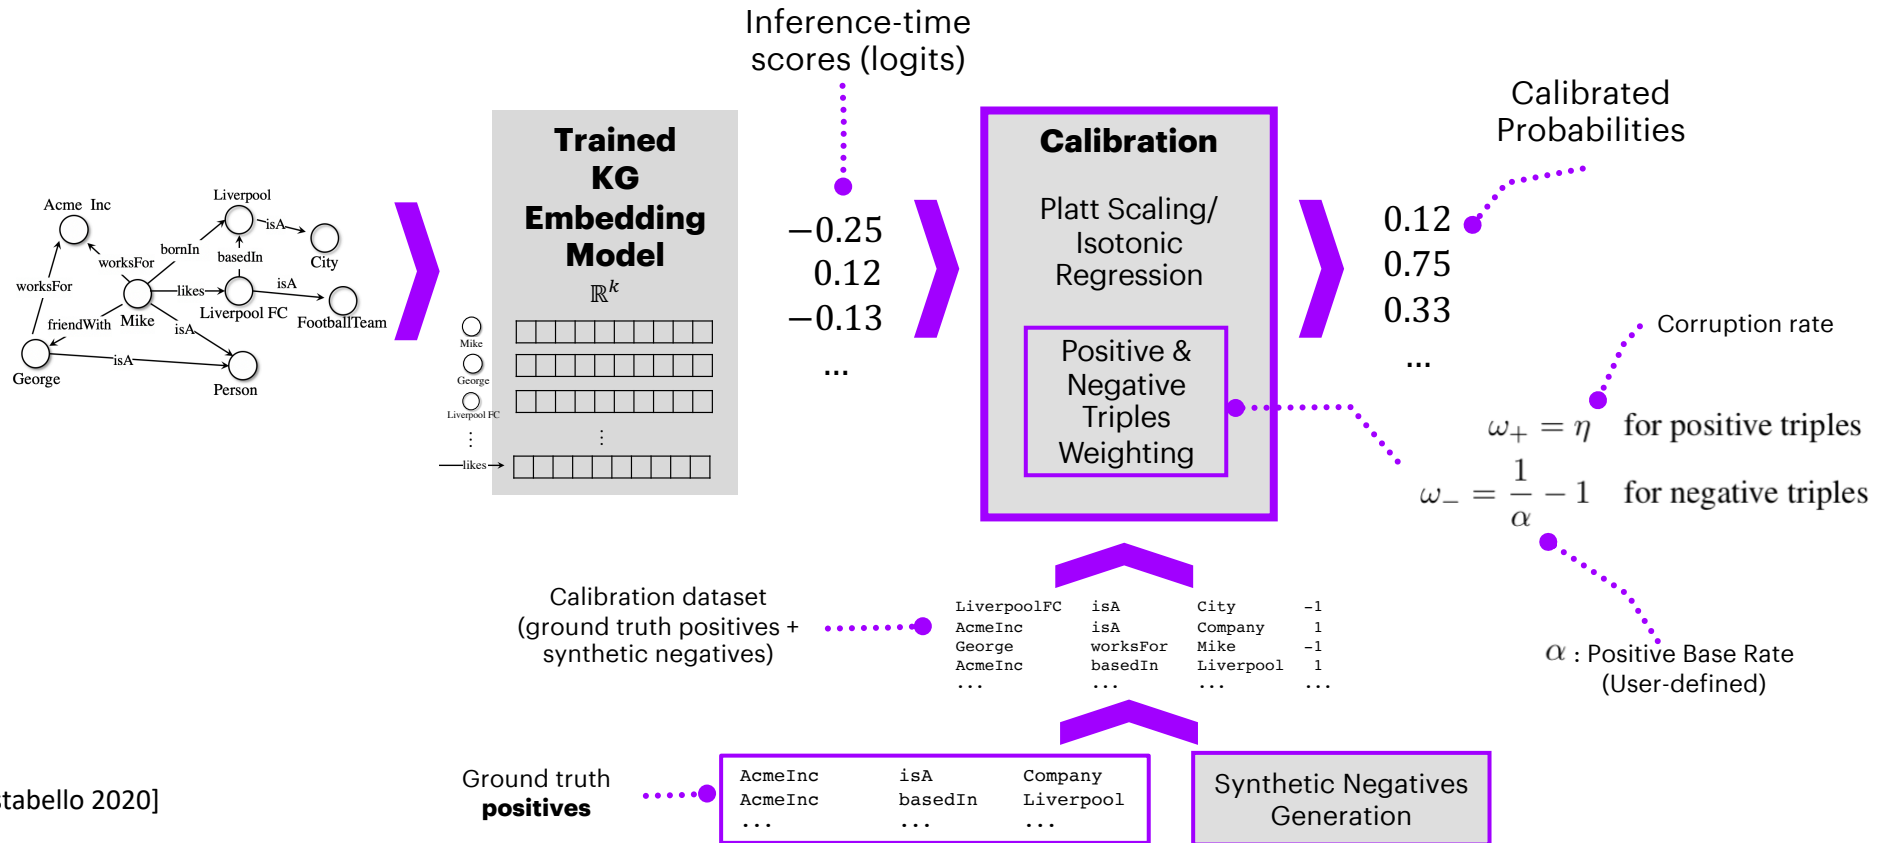 Inference-time
scores (logits)
Calibrated
Probabilities
Trained
KG
Embedding
Model
ℝ^k
Calibration
Platt Scaling/
Isotonic
Regression
Positive &
Negative
Triples
Weighting
Acme Inc
Liverpool
isA
City
bornIn
basedIn
worksFor
worksFor
likes
isA
Mike
Liverpool FC
FootballTeam
friendWith
isA
George
isA
Person
Mike
George
Liverpool FC
⋮
⋮
likes
−0.25
0.12
−0.13
...
0.12
0.75
0.33
...
Corruption rate
ω₊ = η for positive triples
ω₋ = 1/α − 1 for negative triples
α : Positive Base Rate
(User-defined)
Calibration dataset
(ground truth positives +
synthetic negatives)
LiverpoolFC isA City -1
AcmeInc isA Company 1
George worksFor Mike -1
AcmeInc basedIn Liverpool 1
... ... ... ...
Ground truth
positives
AcmeInc isA Company
AcmeInc basedIn Liverpool
... ... ...
Synthetic Negatives
Generation
stabello 2020]